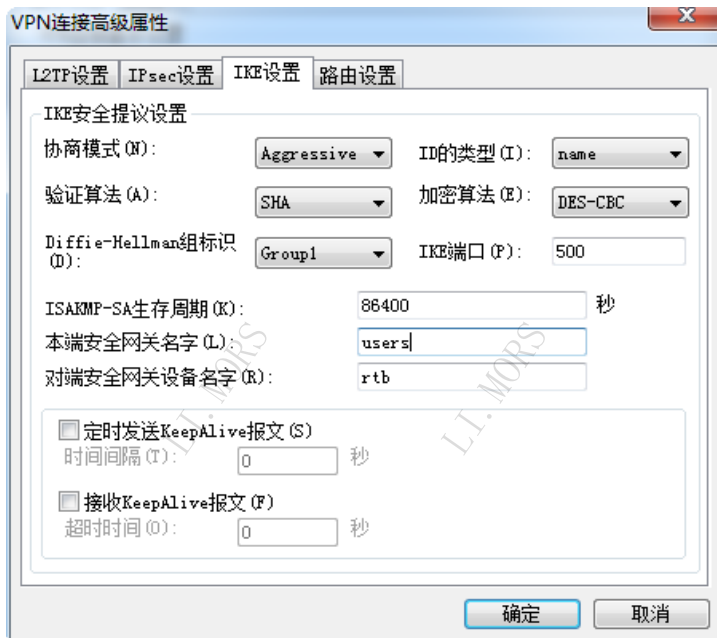 VPN连接高级属性
L2TP设置 IPsec设置 IKE设置 路由设置
IKE安全提议设置
协商模式(N): Aggressive ID的类型(I): name
验证算法(A): SHA 加密算法(E): DES-CBC
Diffie-Hellman组标识
(D): Group1 IKE端口(P): 500
ISAKMP-SA生存周期(K): 86400 秒
本端安全网关名字(L): users
对端安全网关设备名字(R): rtb
定时发送KeepAlive报文(S)
时间间隔(T): 0 秒
接收KeepAlive报文(F)
超时时间(O): 0 秒
确定 取消
LI.MORS
LI.MORS